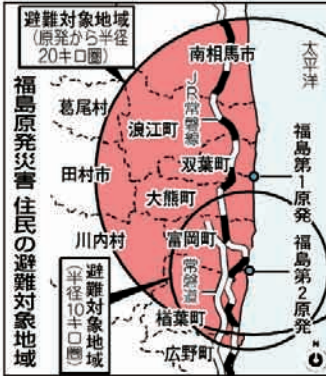 福島原発災害 住民の避難対象地域
避難対象地域
(原発から半径
20キロ圏)
南相馬市
太平洋
葛尾村
JR常磐線
浪江町
双葉町
福島第1原発
田村市
大熊町
川内村
富岡町
福島第2原発
避難対象地域
(半径10キロ圏)
常磐道
楢葉町
広野町
N